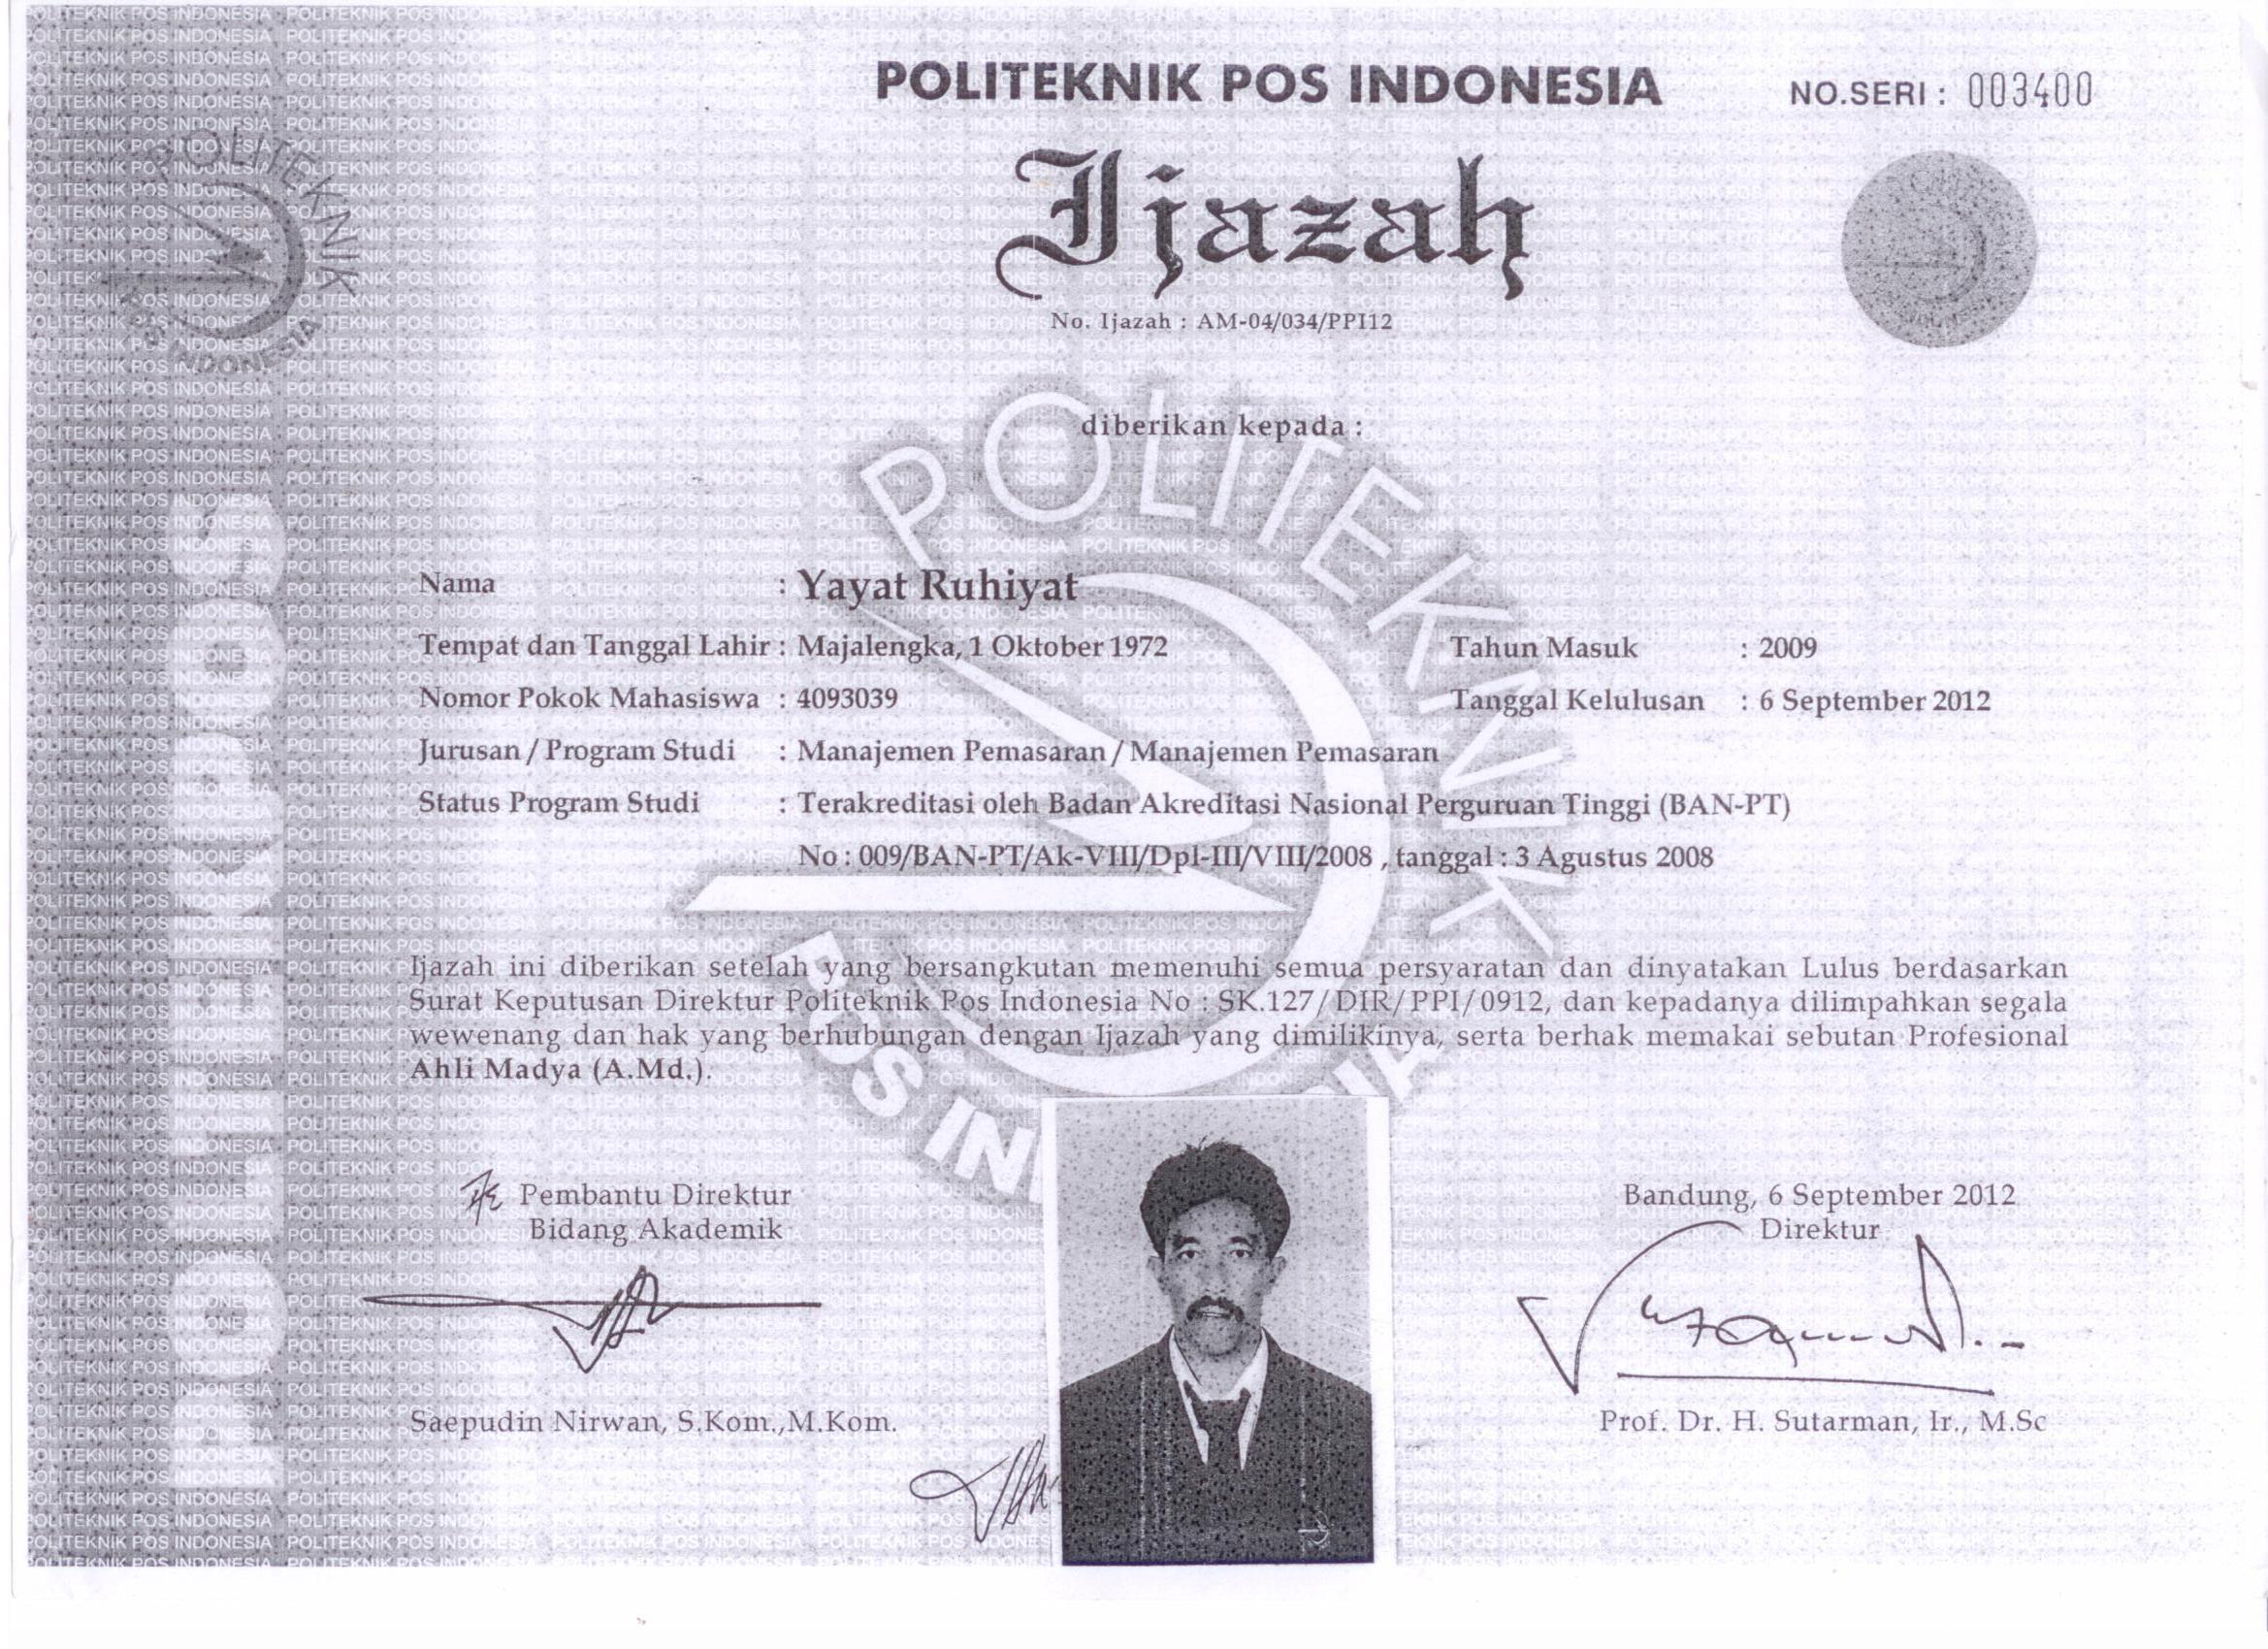 POLITEKNIK POS INDONESIA
NO.SERI : 003400
Ijazah
No. Ijazah : AM-04/034/PPI12
POLITEKNIK POS INDONESIA
diberikan kepada :
Nama : Yayat Ruhiyat
Tempat dan Tanggal Lahir : Majalengka, 1 Oktober 1972
Tahun Masuk : 2009
Nomor Pokok Mahasiswa : 4093039
Tanggal Kelulusan : 6 September 2012
Jurusan / Program Studi : Manajemen Pemasaran / Manajemen Pemasaran
Status Program Studi : Terakreditasi oleh Badan Akreditasi Nasional Perguruan Tinggi (BAN-PT)
No : 009/BAN-PT/Ak-VIII/Dpl-III/VIII/2008 , tanggal : 3 Agustus 2008
Ijazah ini diberikan setelah yang bersangkutan memenuhi semua persyaratan dan dinyatakan Lulus berdasarkan
Surat Keputusan Direktur Politeknik Pos Indonesia No : SK.127/DIR/PPI/0912, dan kepadanya dilimpahkan segala
wewenang dan hak yang berhubungan dengan Ijazah yang dimilikinya, serta berhak memakai sebutan Profesional
Ahli Madya (A.Md.).
Pembantu Direktur
Bidang Akademik
Saepudin Nirwan, S.Kom.,M.Kom.
Bandung, 6 September 2012
Direktur
Prof. Dr. H. Sutarman, Ir., M.Sc